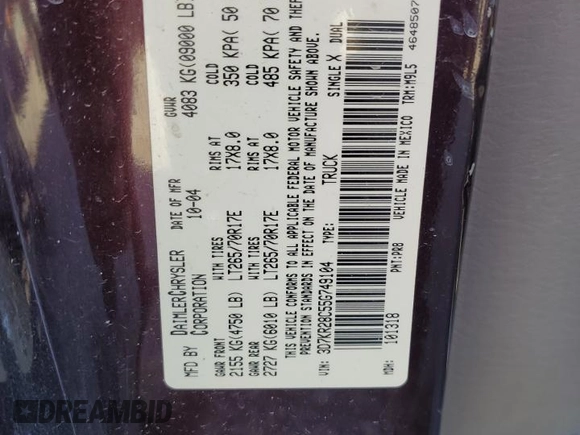 MFD BY DAIMLERCHRYSLER CORPORATION
DATE OF MFR 10-04
GVWR 4083 KG(09000 LB)
GAWR FRONT WITH TIRES RIMS AT COLD
2155 KG(4750 LB) LT265/70R17E 17X8.0 350 KPA( 50
GAWR REAR WITH TIRES RIMS AT COLD
2727 KG(6010 LB) LT265/70R17E 17X8.0 485 KPA( 70
THIS VEHICLE CONFORMS TO ALL APPLICABLE FEDERAL MOTOR VEHICLE SAFETY AND THEF
STANDARDS IN EFFECT ON THE DATE OF MANUFACTURE SHOWN ABOVE.
VIN: 3D7KR28C55G749104 TYPE: TRUCK SINGLE X DUAL
MDH: 101318 PNT: PR8 VEHICLE MADE IN MEXICO TRM: M9L5 4648507
DREAMBID